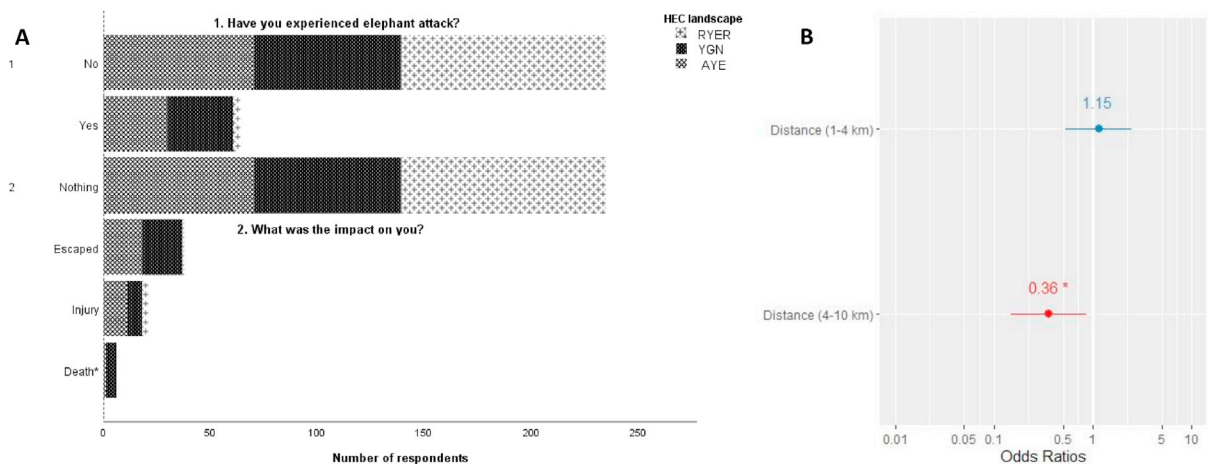 A
1. Have you experienced elephant attack?
HEC landscape
RYER
YGN
AYE
1
No
Yes
2
Nothing
2. What was the impact on you?
Escaped
Injury
Death*
0
50
100
150
200
250
Number of respondents
B
1.15
Distance (1-4 km)
0.36 *
Distance (4-10 km)
0.01
0.05
0.1
0.5
1
5
10
Odds Ratios